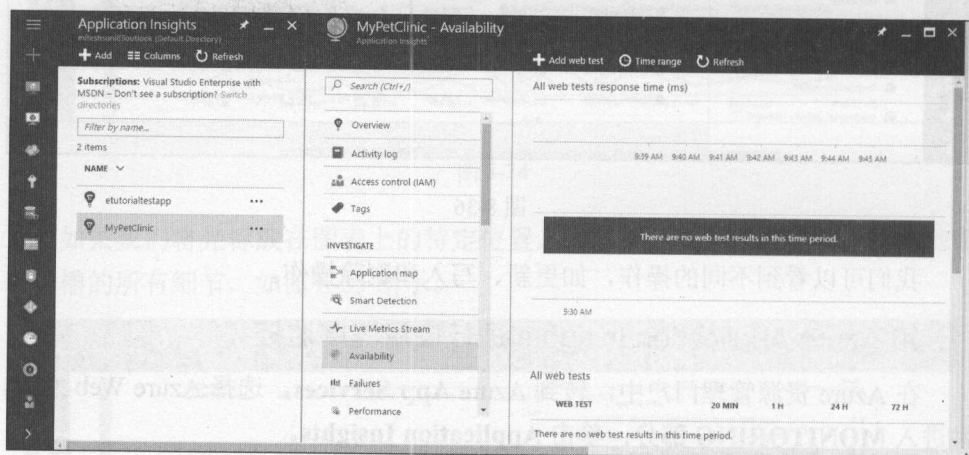 Application Insights
Add
Columns
Refresh
Subscriptions: Visual Studio Enterprise with
MSDN – Don't see a subscription? Switch
directories
Filter by name...
2 items
NAME
etutorialtestapp
MyPetClinic
MyPetClinic - Availability
Application Insights
Search (Ctrl+/)
Overview
Activity log
Access control (IAM)
Tags
INVESTIGATE
Application map
Smart Detection
Live Metrics Stream
Availability
Failures
Performance
Add web test
Time range
Refresh
All web tests response time (ms)
9:39 AM 9:40 AM 9:41 AM 9:42 AM 9:43 AM 9:44 AM 9:45 AM
There are no web test results in this time period.
9:30 AM
All web tests
WEB TEST 20 MIN 1 H 24 H 72 H
There are no web test results in this time period.